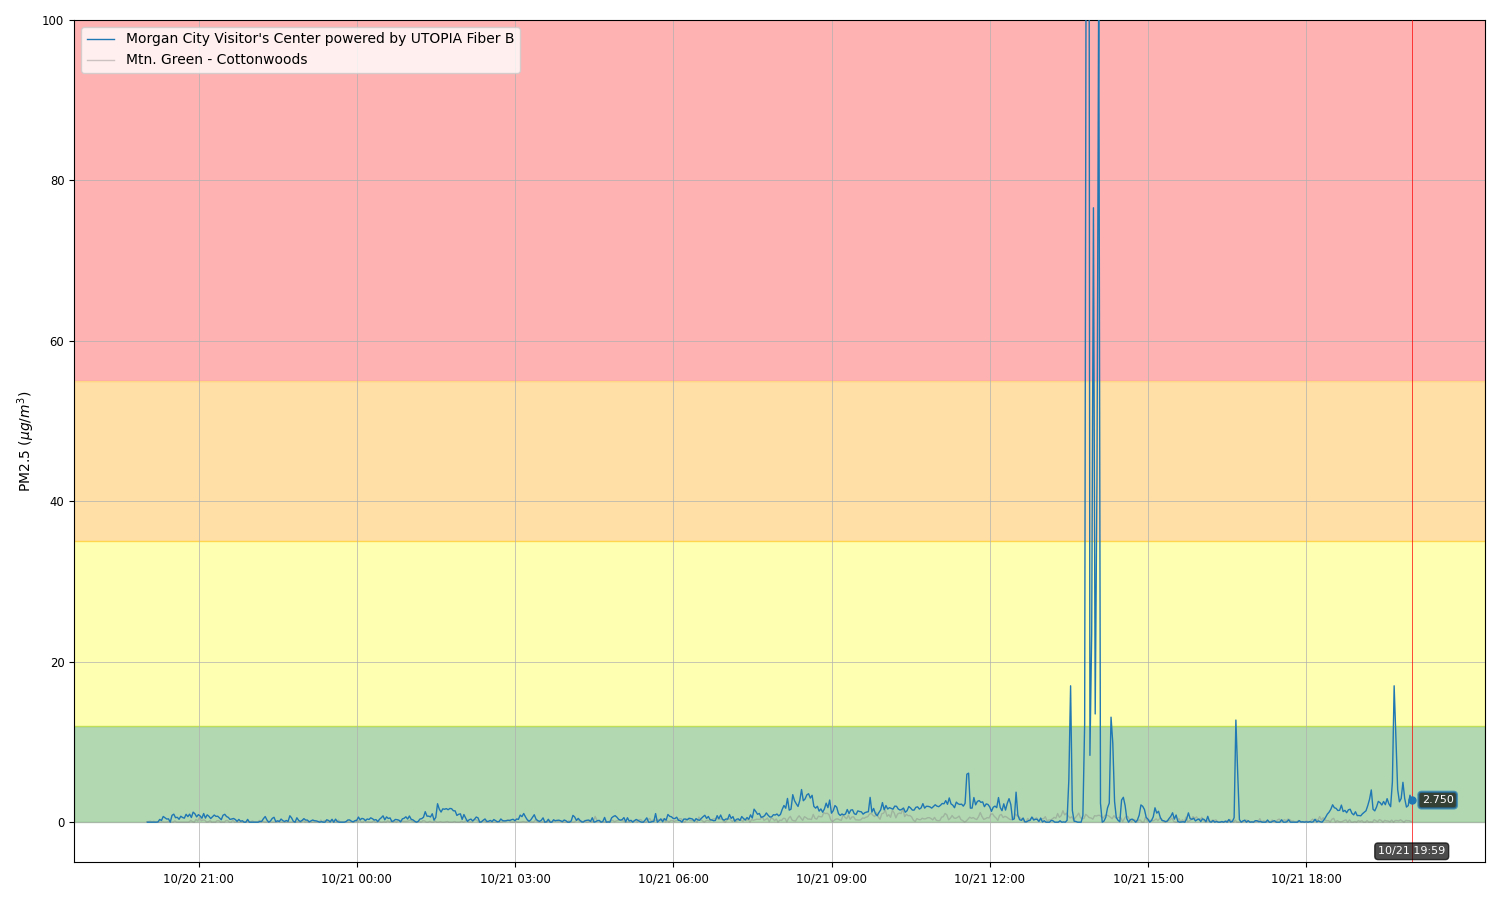 100
Morgan City Visitor's Center powered by UTOPIA Fiber B
Mtn. Green - Cottonwoods
80
60
PM2.5 (μg/m³)
40
20
2.750
0
10/21 19:59
10/20 21:00 10/21 00:00 10/21 03:00 10/21 06:00 10/21 09:00 10/21 12:00 10/21 15:00 10/21 18:00